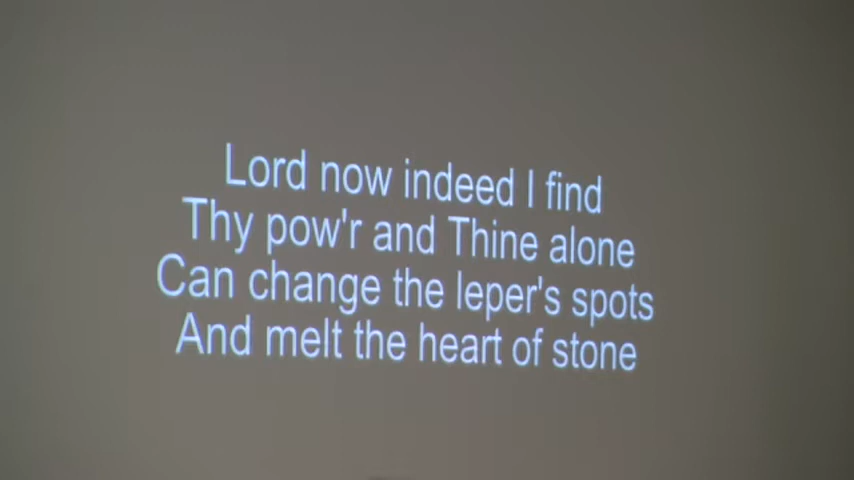 Lord now indeed I find
Thy pow'r and Thine alone
Can change the leper's spots
And melt the heart of stone